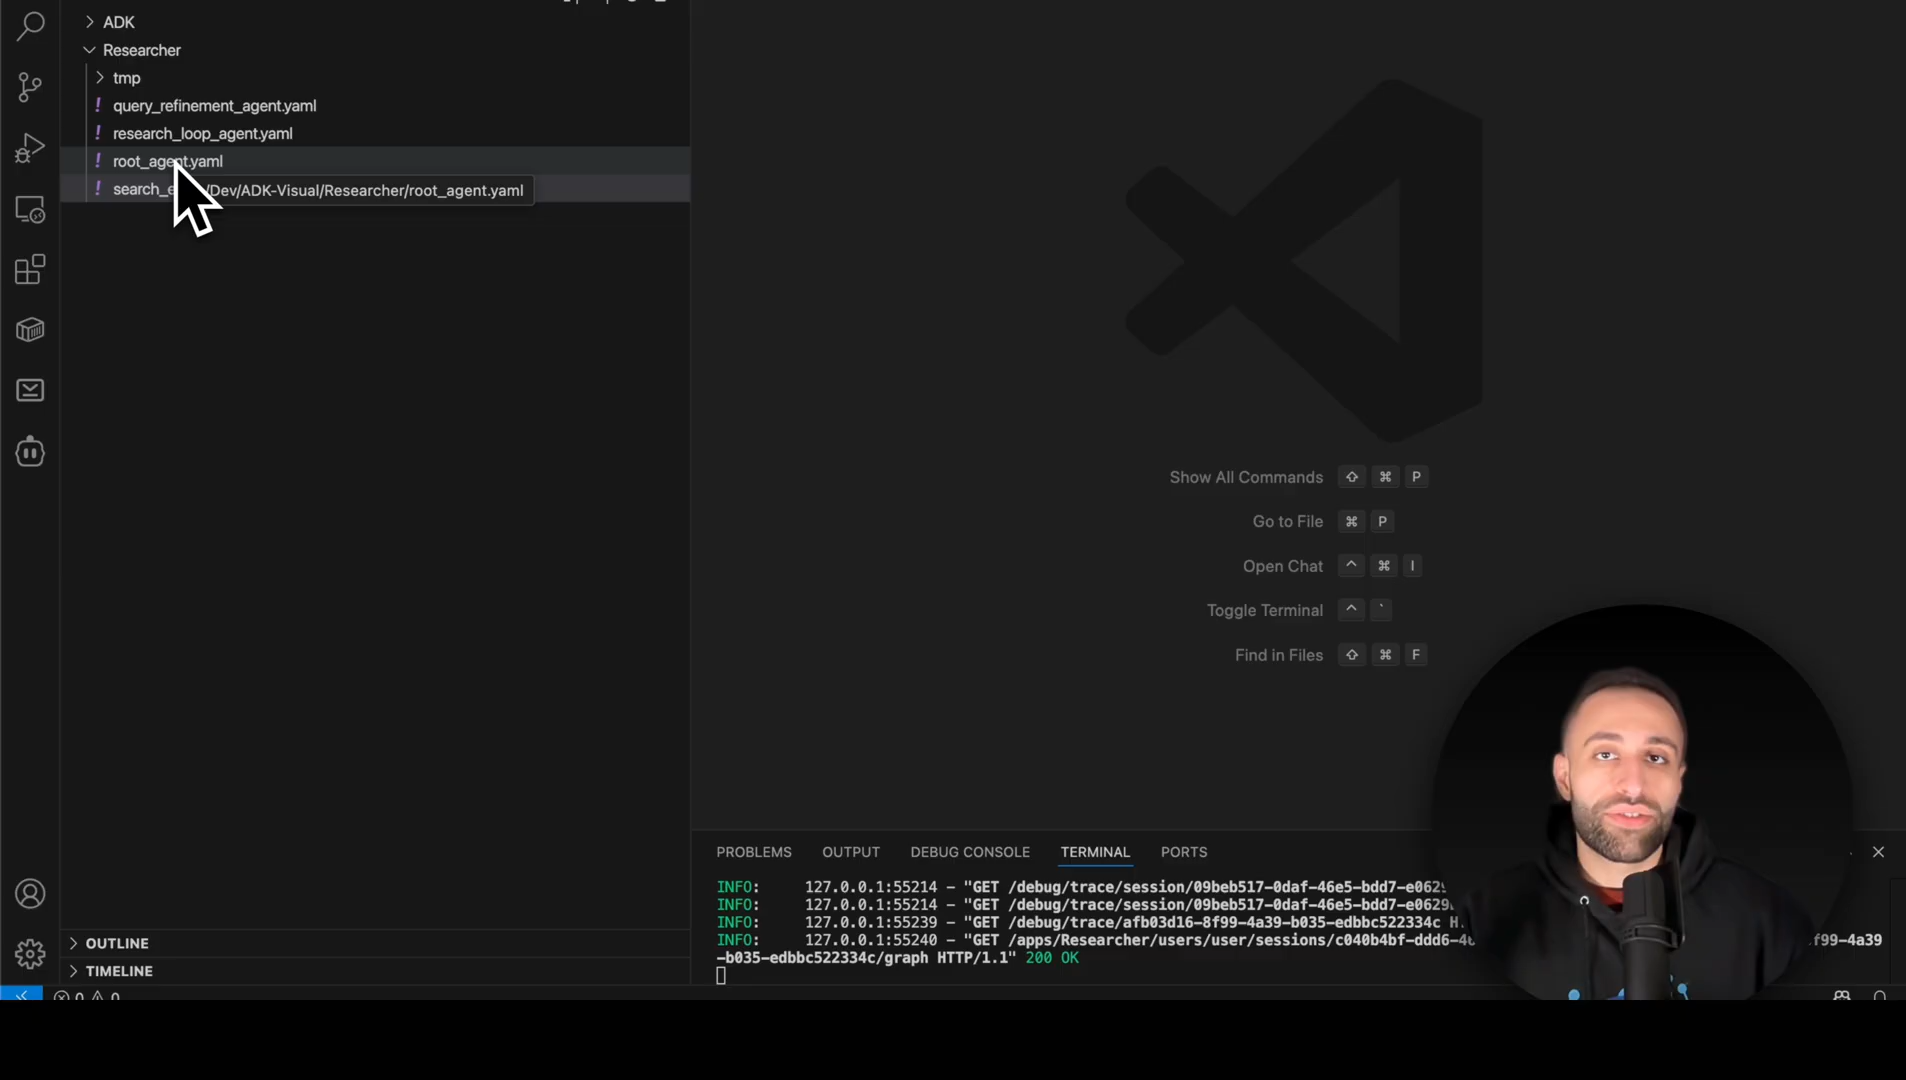 ADK
Researcher
tmp
query_refinement_agent.yaml
research_loop_agent.yaml
root_agent.yaml
search_e
/Dev/ADK-Visual/Researcher/root_agent.yaml
Show All Commands ⇧ ⌘ P
Go to File ⌘ P
Open Chat ^ ⌘ I
Toggle Terminal ^ `
Find in Files ⇧ ⌘ F
PROBLEMS OUTPUT DEBUG CONSOLE TERMINAL PORTS
INFO: 127.0.0.1:55214 - "GET /debug/trace/session/09beb517-0daf-46e5-bdd7-e0629
INFO: 127.0.0.1:55214 - "GET /debug/trace/session/09beb517-0daf-46e5-bdd7-e0629
INFO: 127.0.0.1:55239 - "GET /debug/trace/afb03d16-8f99-4a39-b035-edbbc522334c H
INFO: 127.0.0.1:55240 - "GET /apps/Researcher/users/user/sessions/c040b4bf-ddd6-4 f99-4a39
-b035-edbbc522334c/graph HTTP/1.1" 200 OK
OUTLINE
TIMELINE
0 0